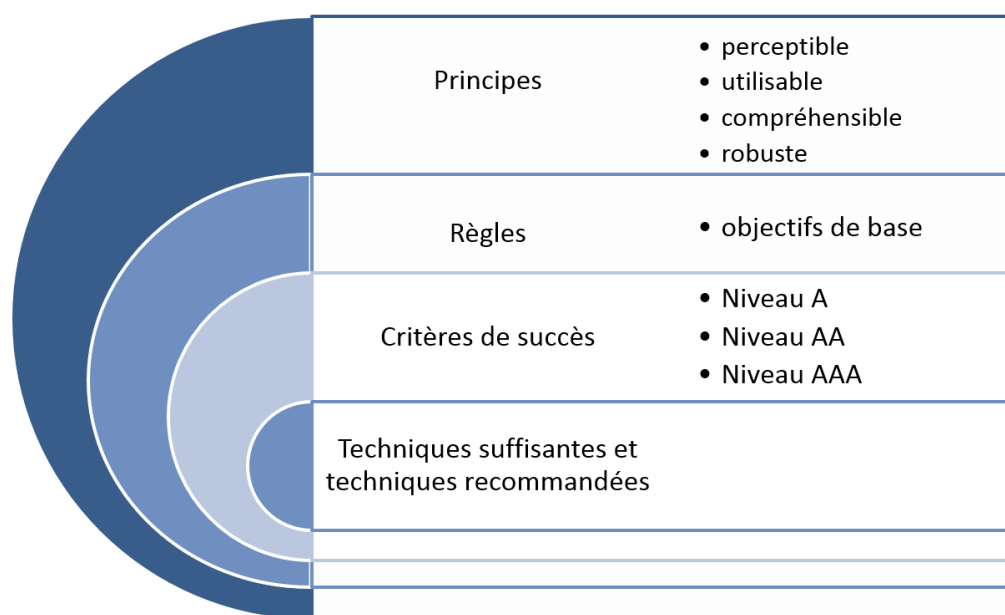 Principes
• perceptible
• utilisable
• compréhensible
• robuste
Règles
• objectifs de base
Critères de succès
• Niveau A
• Niveau AA
• Niveau AAA
Techniques suffisantes et
techniques recommandées